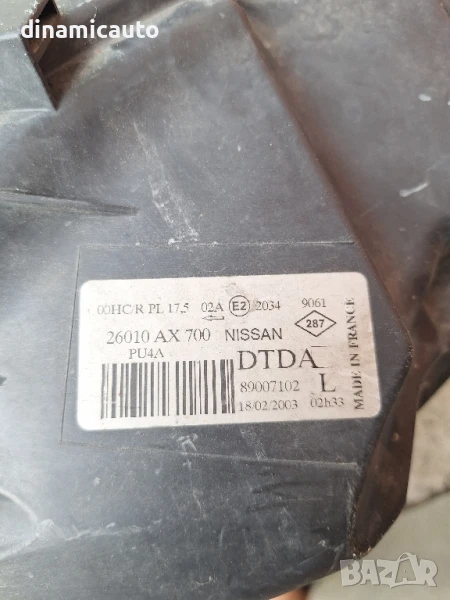 dinamicauto
00HC/R PL 17,5 02A E2 2034 9061
287
26010 AX 700 NISSAN
PU4A
DTDA
89007102 L
18/02/2003 02h33
MADE IN FRANCE
bazar